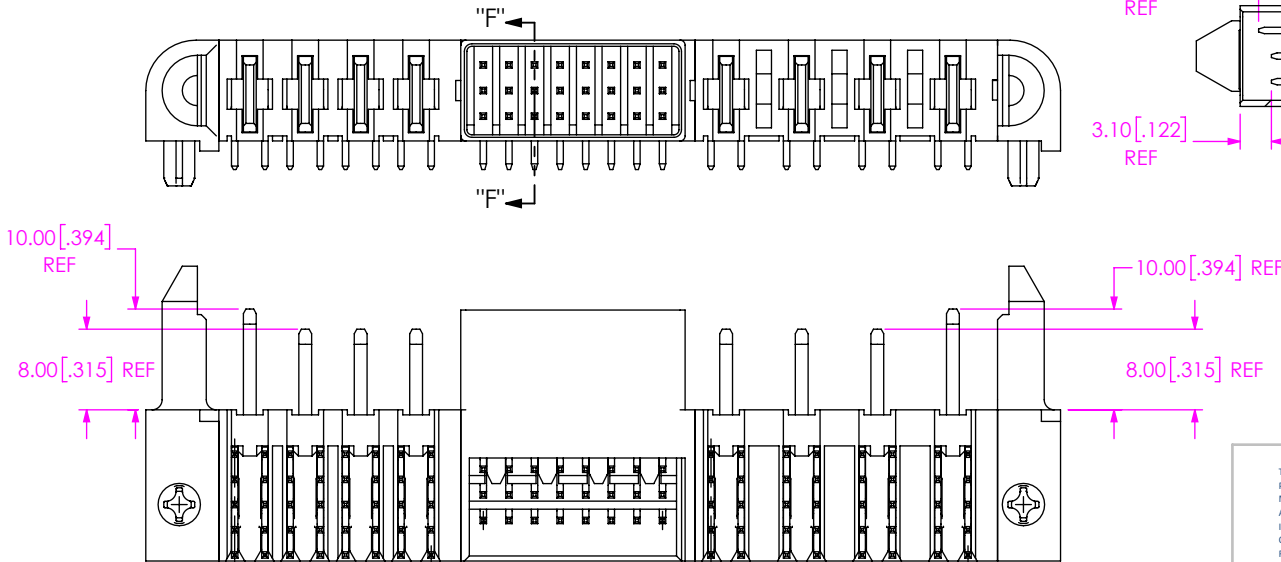 REF
"F"
3.10[.122]
REF
"F"
10.00[.394]
REF
10.00[.394] REF
8.00[.315] REF
8.00[.315] REF